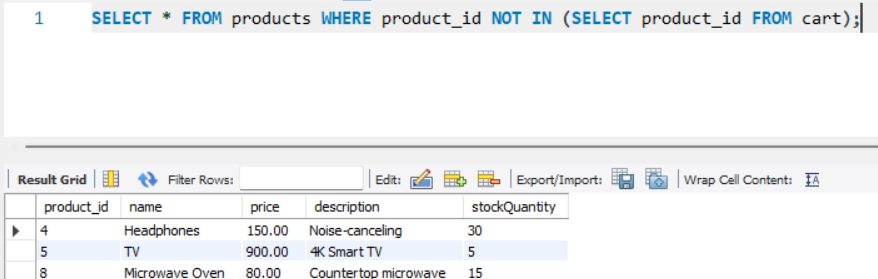 1 SELECT * FROM products WHERE product_id NOT IN (SELECT product_id FROM cart);
Result Grid Filter Rows: Edit: Export/Import: Wrap Cell Content: IA
product_id name price description stockQuantity
4 Headphones 150.00 Noise-canceling 30
5 TV 900.00 4K Smart TV 5
8 Microwave Oven 80.00 Countertop microwave 15